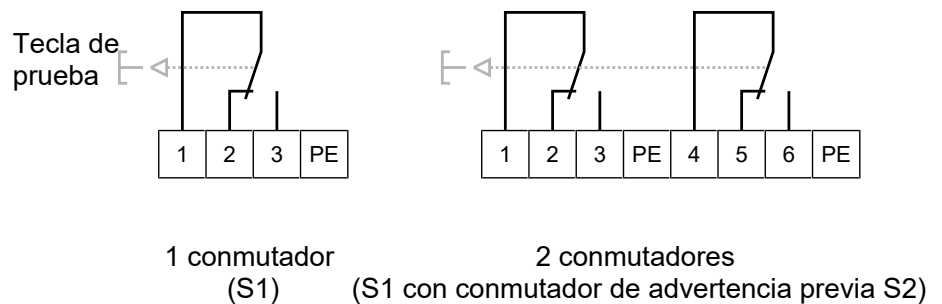 Tecla de
prueba
1 2 3 PE
1 2 3 PE 4 5 6 PE
1 conmutador
(S1)
2 conmutadores
(S1 con conmutador de advertencia previa S2)